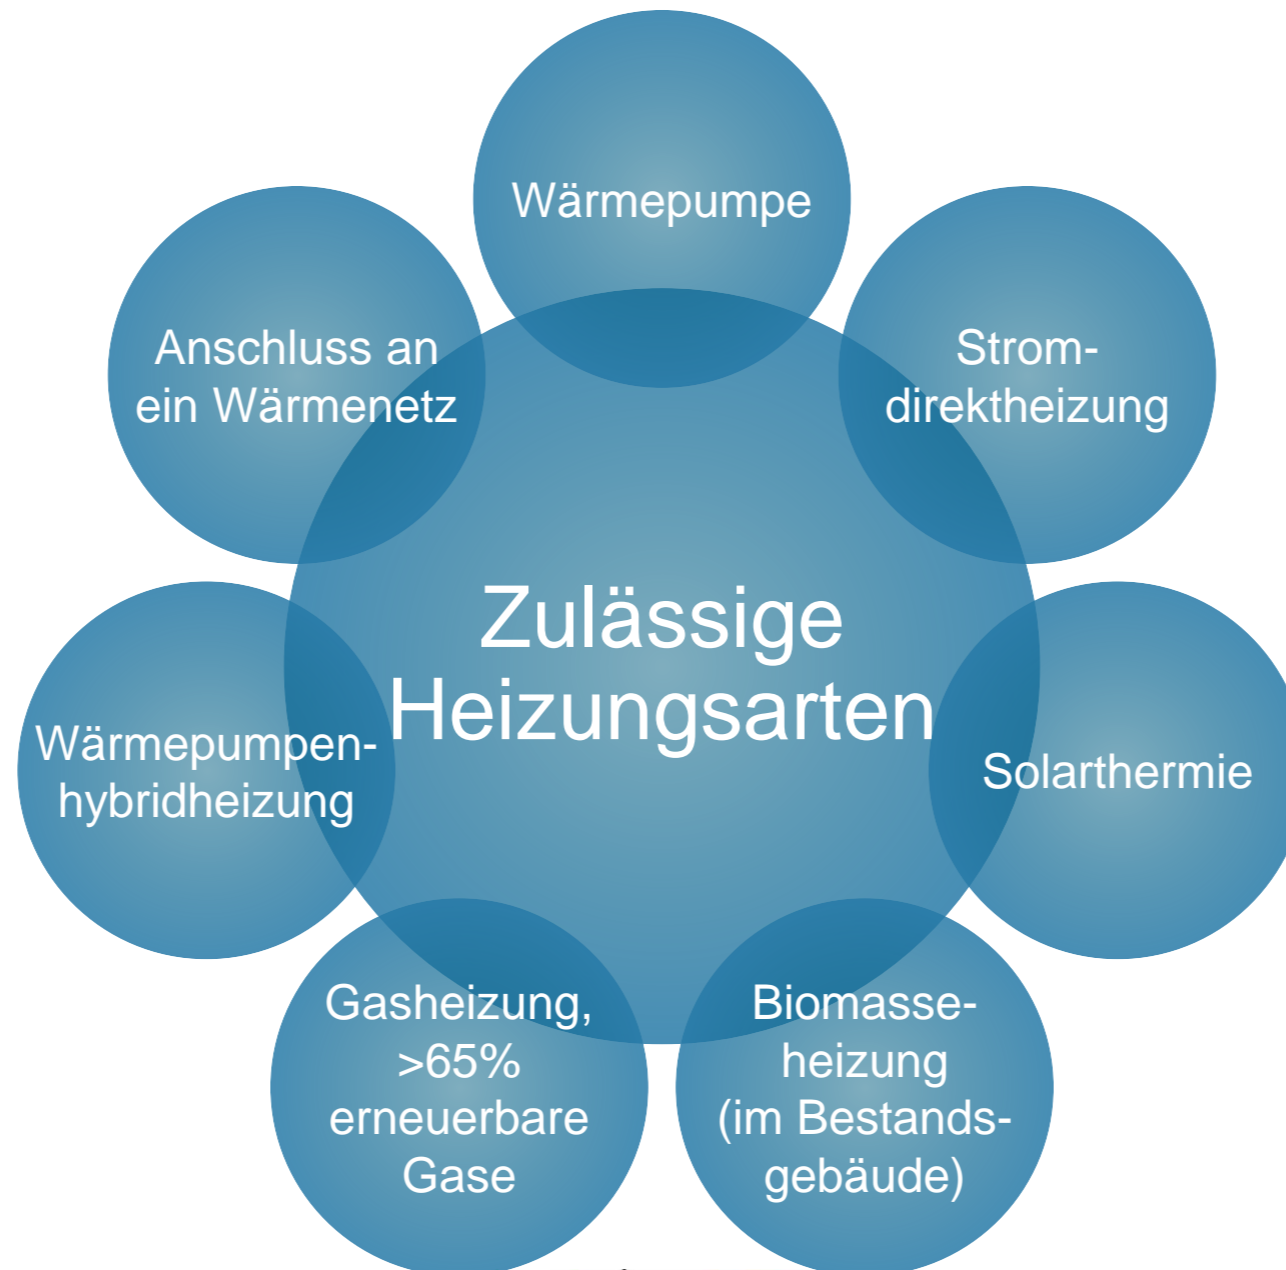 Wärmepumpe
Anschluss an
ein Wärmenetz
Strom-
direktheizung
Zulässige
Heizungsarten
Wärmepumpen-
hybridheizung
Solarthermie
Gasheizung,
>65%
erneuerbare
Gase
Biomasse-
heizung
(im Bestands-
gebäude)